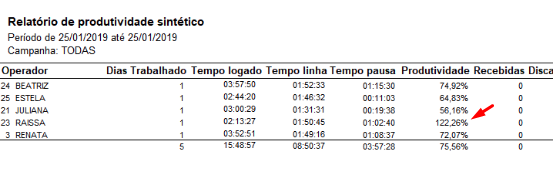 Relatório de produtividade sintético
Período de 25/01/2019 até 25/01/2019
Campanha: TODAS
Operador Dias Trabalhado Tempo logado Tempo linha Tempo pausa Produtividade Recebidas Disca
24 BEATRIZ 1 03:57:50 01:52:33 01:15:30 74,92% 0
25 ESTELA 1 02:44:20 01:46:32 00:11:03 64,83% 0
21 JULIANA 1 03:00:29 01:31:31 00:19:38 56,16% 0
23 RAISSA 1 02:13:27 01:50:45 01:02:40 122,26% 0
3 RENATA 1 03:52:51 01:49:16 01:08:37 72,07% 0
5 15:48:57 08:50:37 03:57:28 75,56% 0